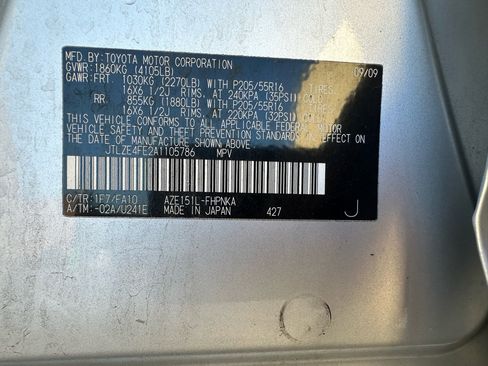 MFD. BY: TOYOTA MOTOR CORPORATION 09/09
GVWR: 1860KG (4105LB)
GAWR: FRT 1030KG (2270LB) WITH P205/55R16 TIRES,
16X6 1/2J RIMS, AT 240KPA (35PSI) COLD
RR 855KG (1880LB) WITH P205/55R16 TIRES,
16X6 1/2J RIMS, AT 220KPA (32PSI) COLD
THIS VEHICLE CONFORMS TO ALL APPLICABLE FEDERAL MOTOR
VEHICLE SAFETY, BUMPER, AND THEFT PREVENTION STANDARDS IN EFFECT ON
THE DATE OF MANUFACTURE SHOWN ABOVE.
JTLZE4FE2A1105786 MPV
C/TR: 1F7/FA10 AZE151L-FHPNKA
A/TM: -02A/U241E MADE IN JAPAN 427 J